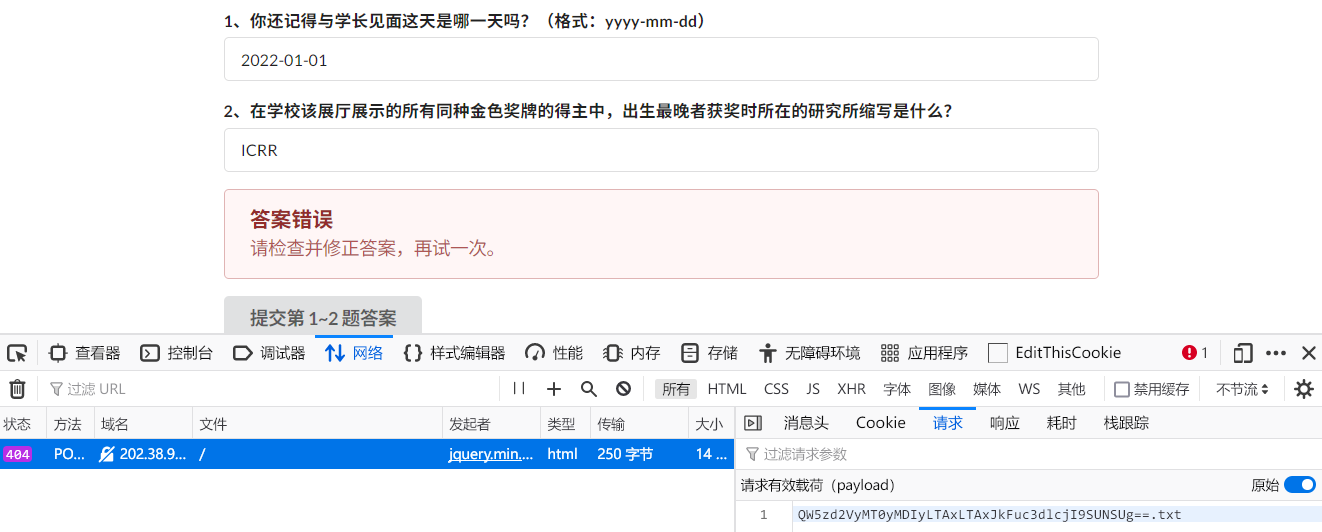 1、你还记得与学长见面这天是哪一天吗？（格式：yyyy-mm-dd）
2022-01-01
2、在学校该展厅展示的所有同种金色奖牌的得主中，出生最晚者获奖时所在的研究所缩写是什么？
ICRR
答案错误
请检查并修正答案，再试一次。
提交第 1~2 题答案
查看器 控制台 调试器 网络 样式编辑器 性能 内存 存储 无障碍环境 应用程序 EditThisCookie 1
过滤 URL 所有 HTML CSS JS XHR 字体 图像 媒体 WS 其他 禁用缓存 不节流
状态 方法 域名 文件 发起者 类型 传输 大小 消息头 Cookie 请求 响应 耗时 栈跟踪
404 PO... 202.38.9... / jquery.min.... html 250 字节 14 ... 过滤请求参数
请求有效载荷（payload） 原始
1 QW5zd2VyMT0yMDIyLTAxLTAxJkFuc3dlcjI9SUNSUg==.txt